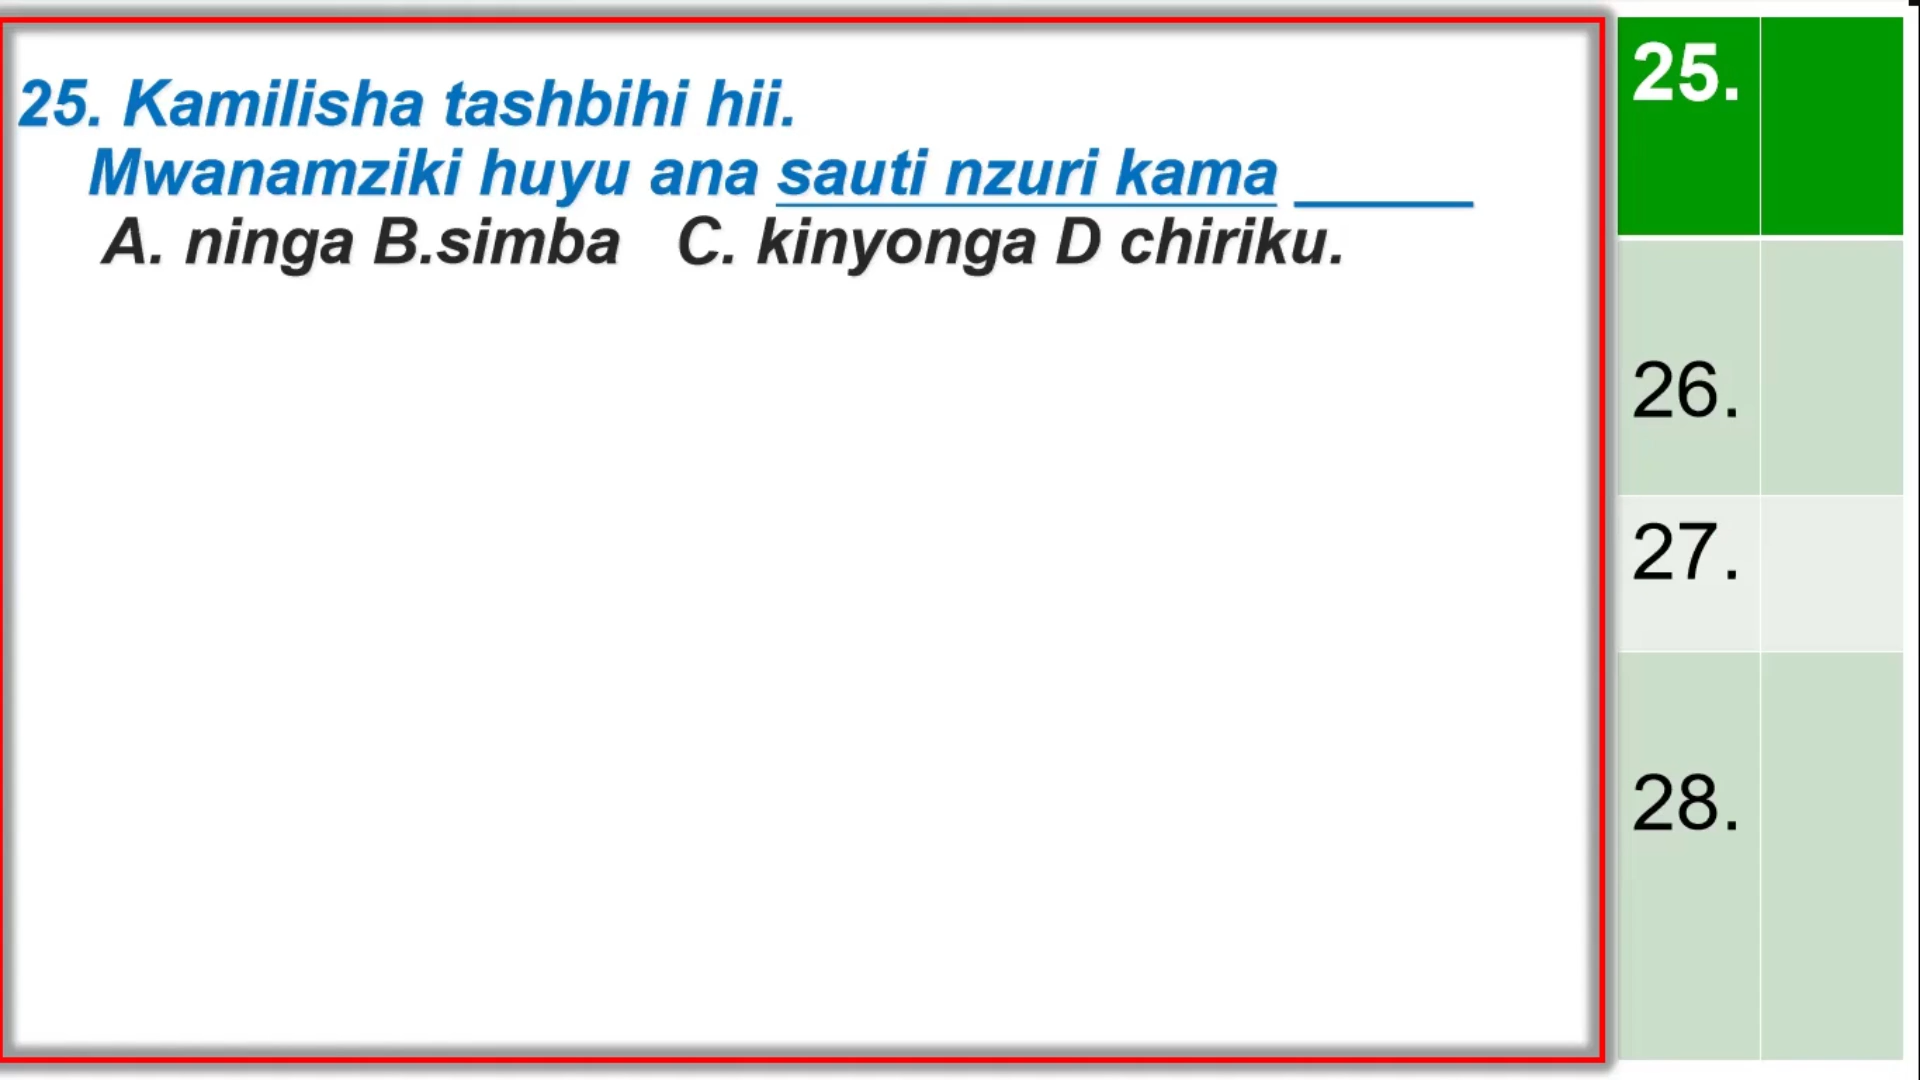 25. Kamilisha tashbihi hii.
Mwanamziki huyu ana sauti nzuri kama ______
A. ninga B.simba C. kinyonga D chiriku.
25.
26.
27.
28.